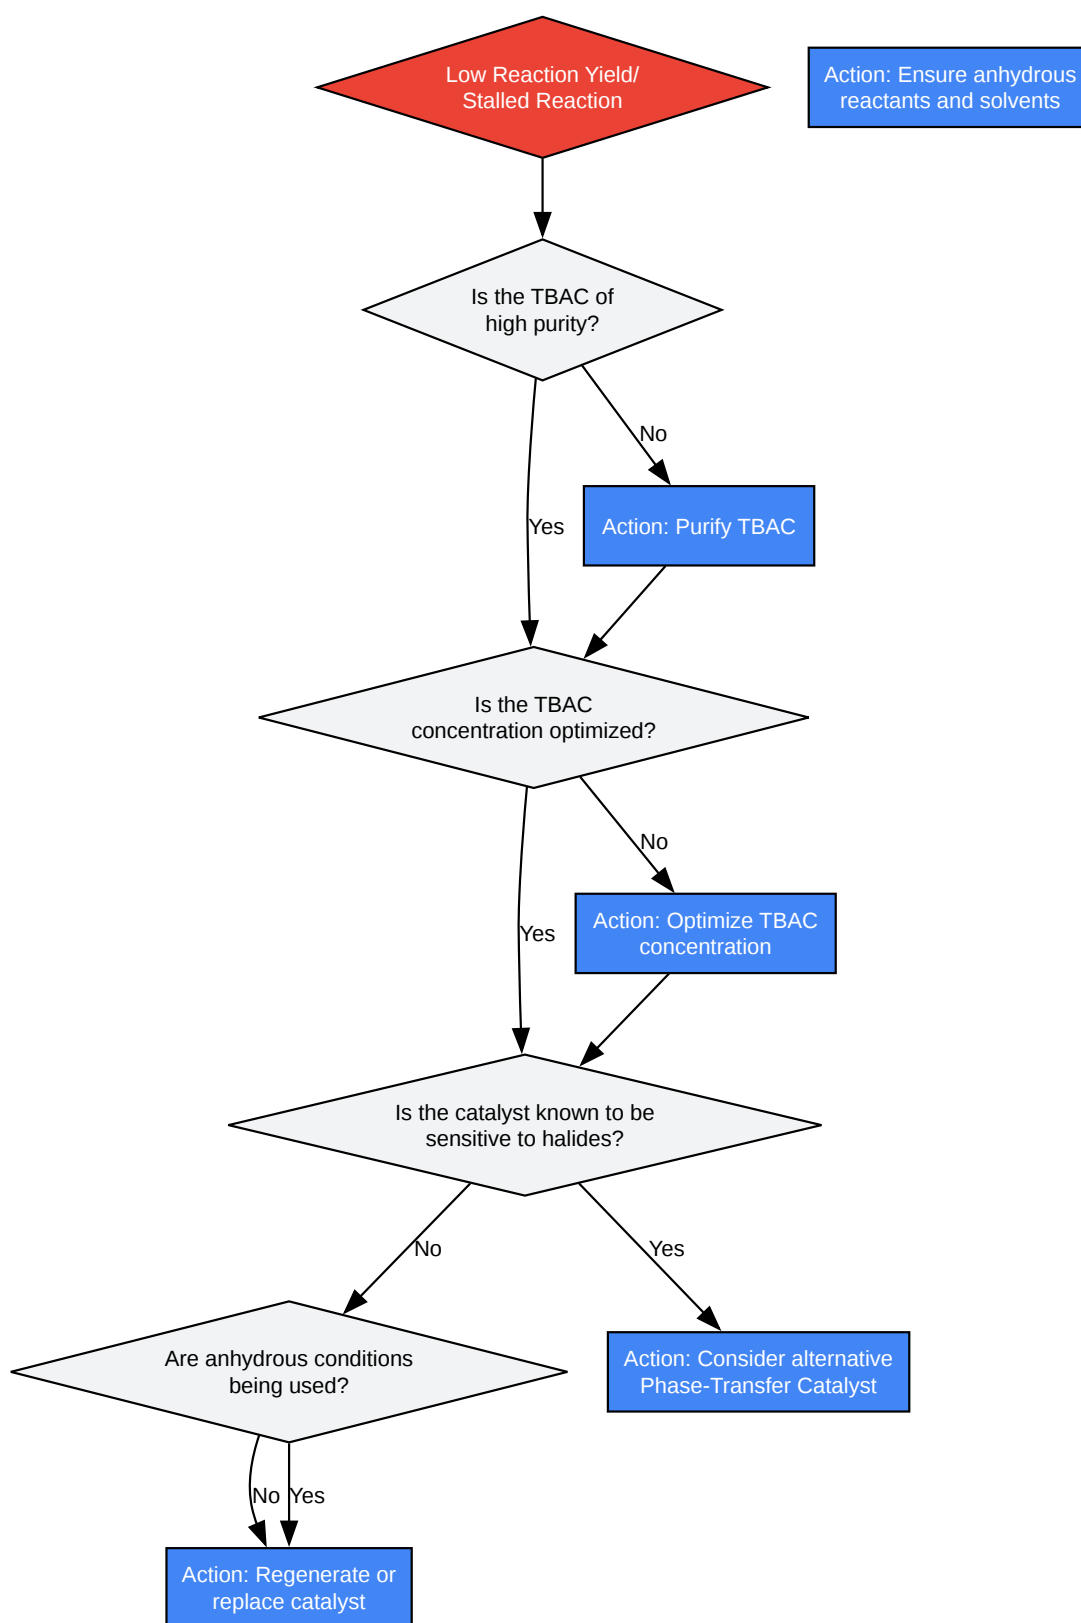 Low Reaction Yield/
Stalled Reaction
Action: Ensure anhydrous
reactants and solvents
Is the TBAC of
high purity?
No
Yes
Action: Purify TBAC
Is the TBAC
concentration optimized?
No
Yes
Action: Optimize TBAC
concentration
Is the catalyst known to be
sensitive to halides?
No
Yes
Are anhydrous conditions
being used?
Action: Consider alternative
Phase-Transfer Catalyst
No
Yes
Action: Regenerate or
replace catalyst